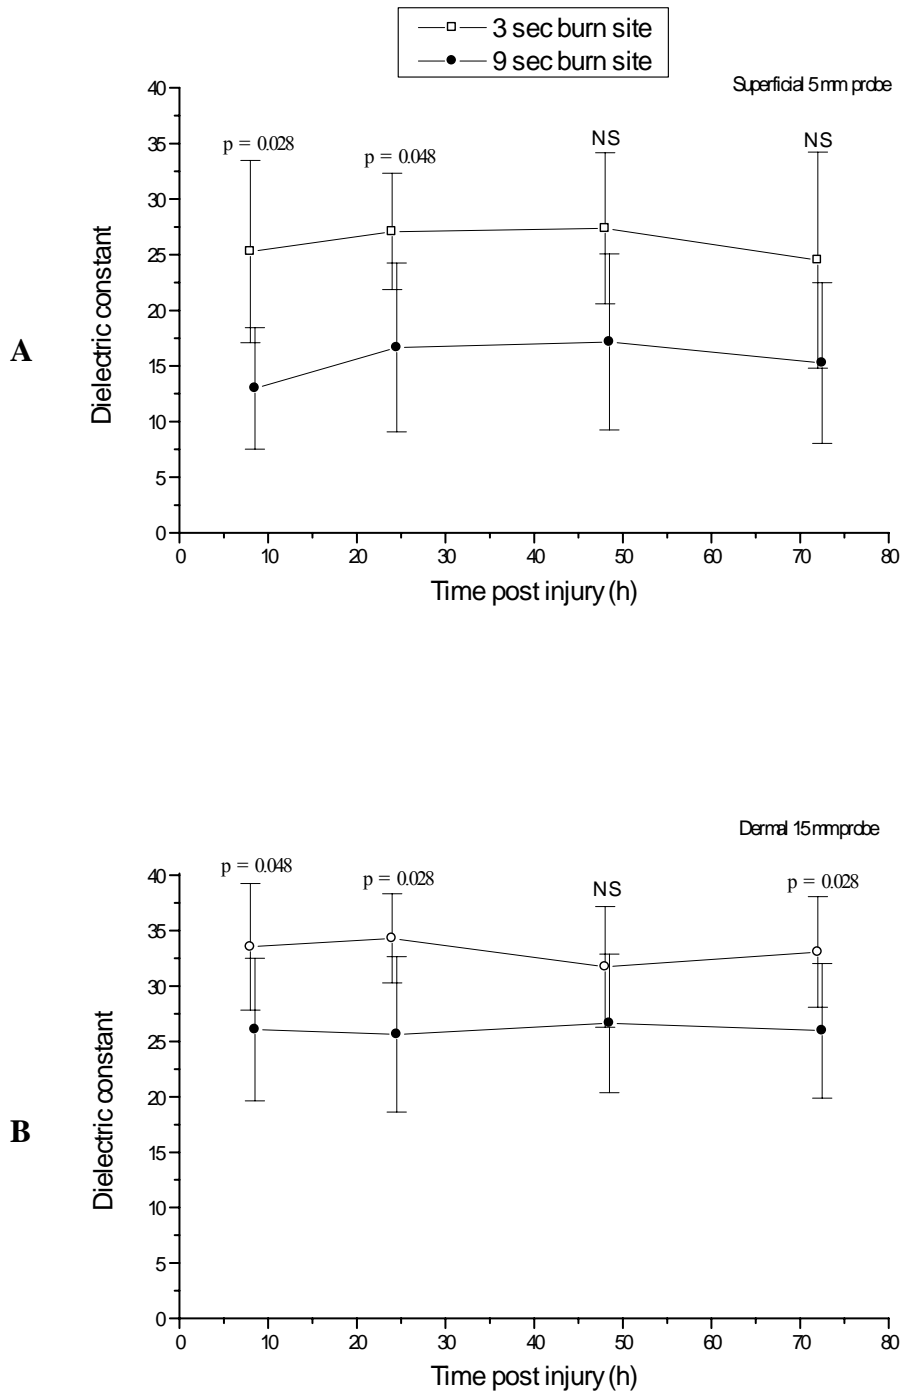 3 sec burn site
9 sec burn site
Superficial 5 mm probe
40
35
30
25
20
15
10
5
0
p = 0.028
p = 0.048
NS
NS
Dielectric constant
A
0 10 20 30 40 50 60 70 80
Time post injury (h)
Dermal 15 mm probe
40
35
30
25
20
15
10
5
0
p = 0.048
p = 0.028
NS
p = 0.028
Dielectric constant
B
0 10 20 30 40 50 60 70 80
Time post injury (h)